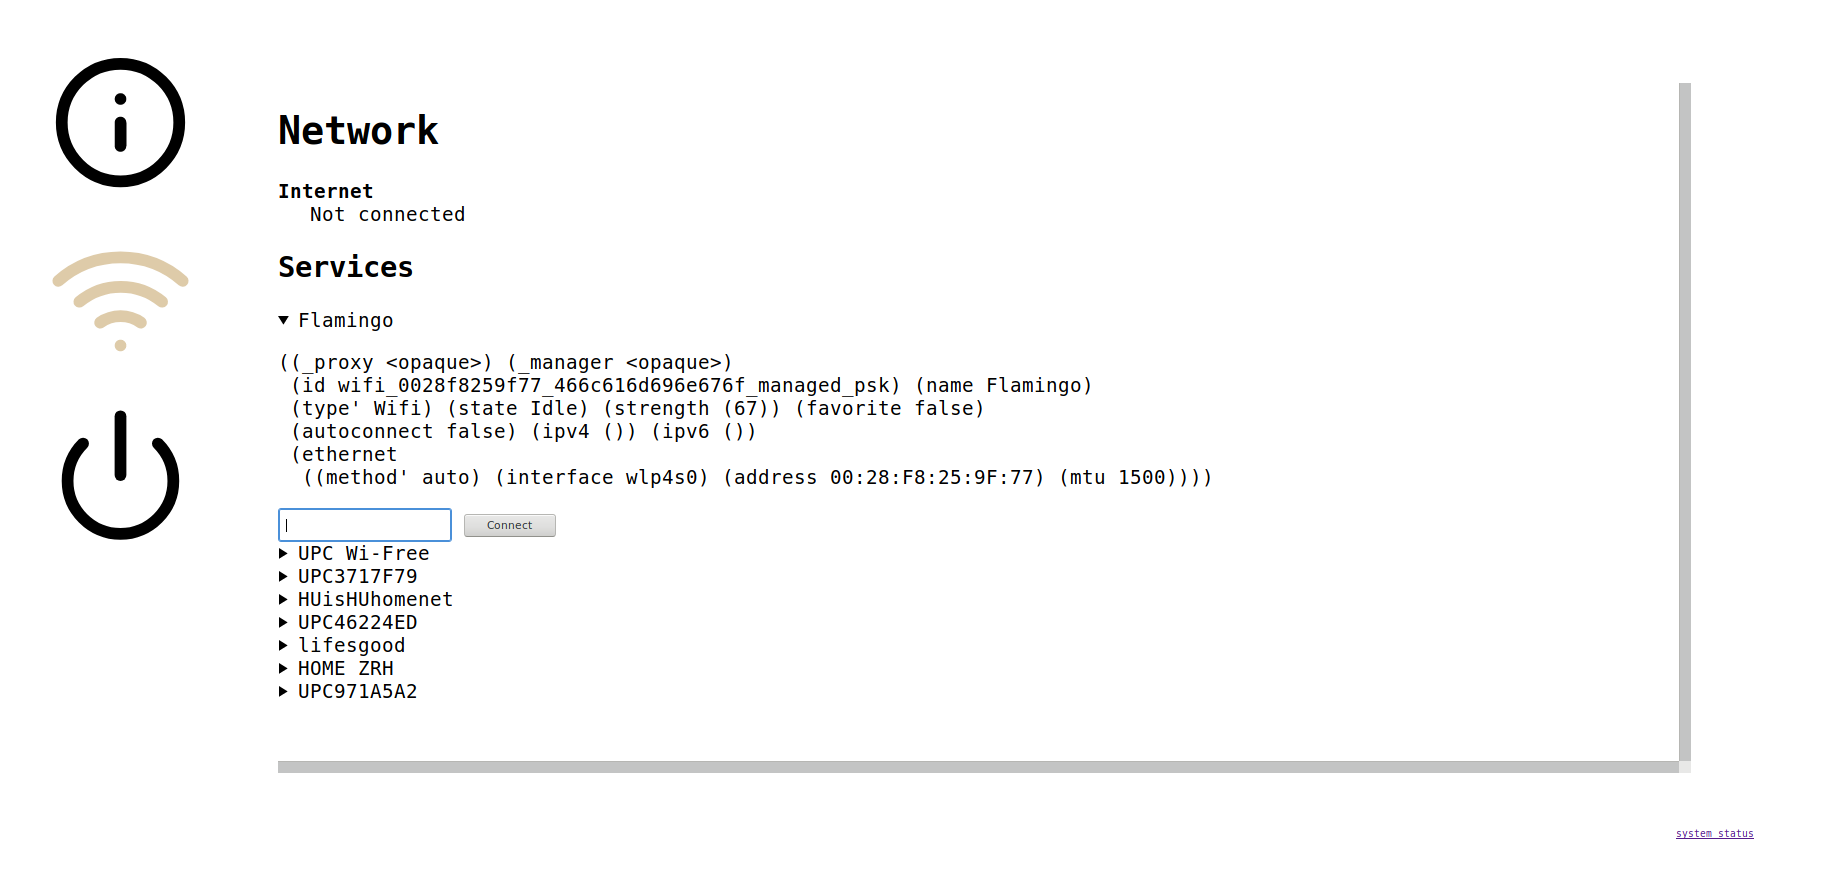 Network
Internet
Not connected
Services
Flamingo
((_proxy <opaque>) (_manager <opaque>)
(id wifi_0028f8259f77_466c616d696e676f_managed_psk) (name Flamingo)
(type' Wifi) (state Idle) (strength (67)) (favorite false)
(autoconnect false) (ipv4 ()) (ipv6 ())
(ethernet
((method' auto) (interface wlp4s0) (address 00:28:F8:25:9F:77) (mtu 1500))))
Connect
UPC Wi-Free
UPC3717F79
HUisHUhomenet
UPC46224ED
lifesgood
HOME ZRH
UPC971A5A2
system status